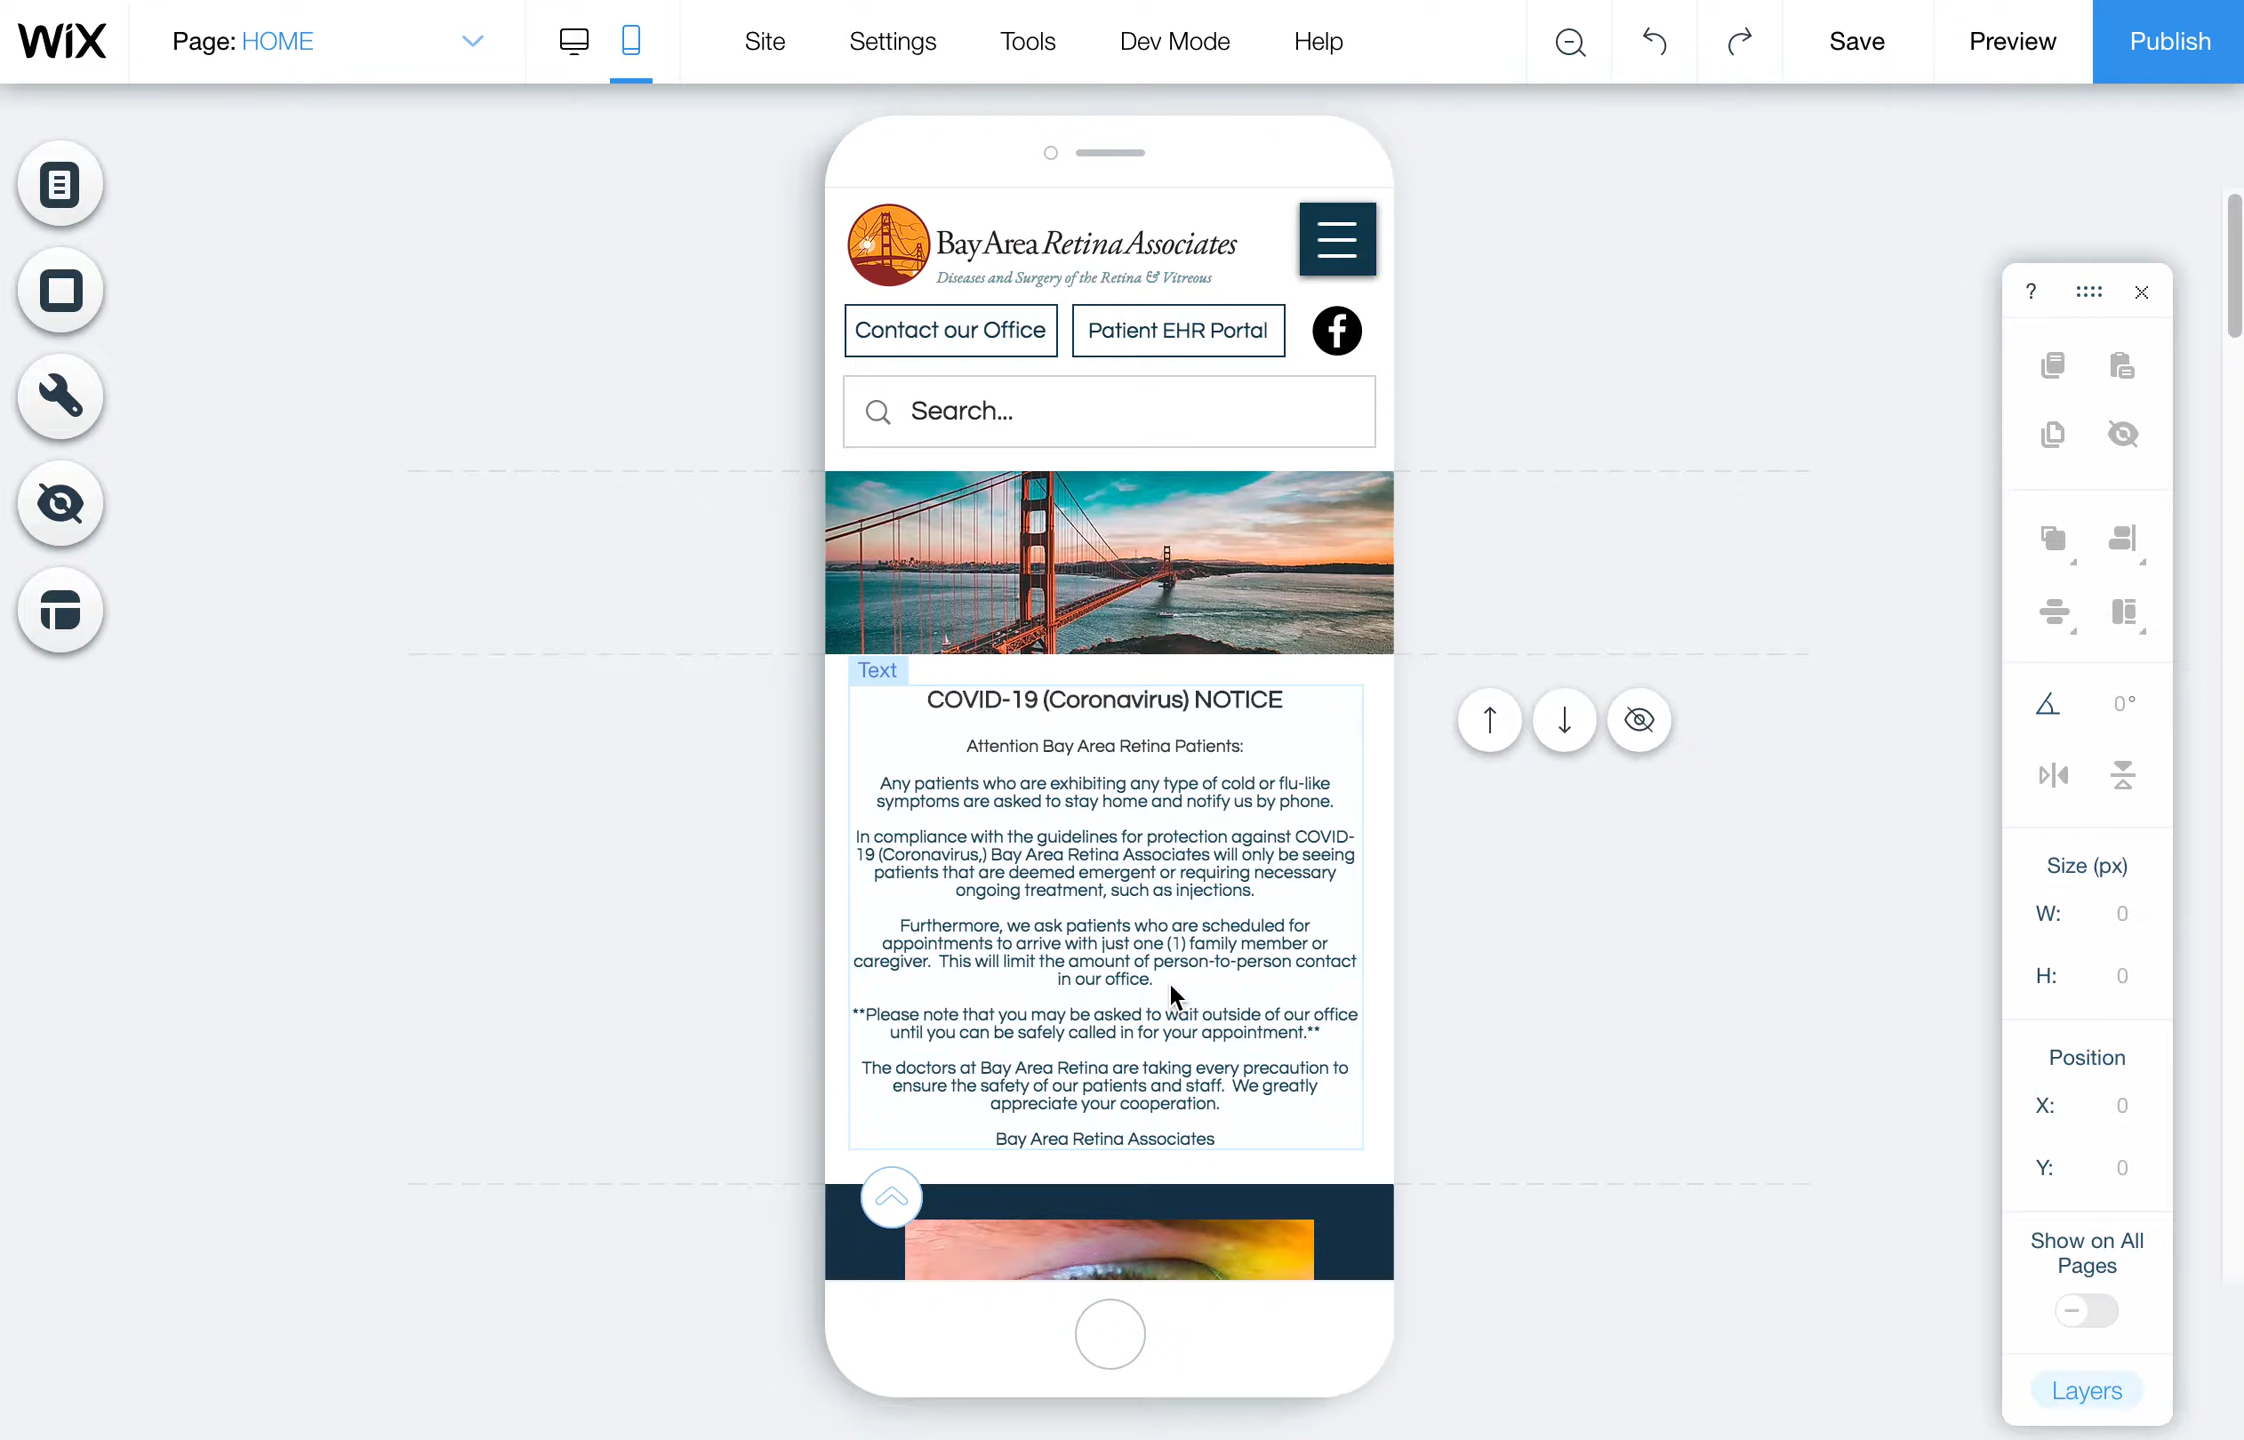 WiX
Page: HOME
Site
Settings
Tools
Dev Mode
Help
Save
Preview
Publish
Bay Area Retina Associates
Diseases and Surgery of the Retina & Vitreous
Contact our Office
Patient EHR Portal
f
Search...
Text
COVID-19 (Coronavirus) NOTICE
Attention Bay Area Retina Patients:
Any patients who are exhibiting any type of cold or flu-like
symptoms are asked to stay home and notify us by phone.
In compliance with the guidelines for protection against COVID-
19 (Coronavirus,) Bay Area Retina Associates will only be seeing
patients that are deemed emergent or requiring necessary
ongoing treatment, such as injections.
Furthermore, we ask patients who are scheduled for
appointments to arrive with just one (1) family member or
caregiver.  This will limit the amount of person-to-person contact
in our office.
**Please note that you may be asked to wait outside of our office
until you can be safely called in for your appointment.**
The doctors at Bay Area Retina are taking every precaution to
ensure the safety of our patients and staff.  We greatly
appreciate your cooperation.
Bay Area Retina Associates
?
0°
Size (px)
W: 0
H: 0
Position
X: 0
Y: 0
Show on All
Pages
Layers